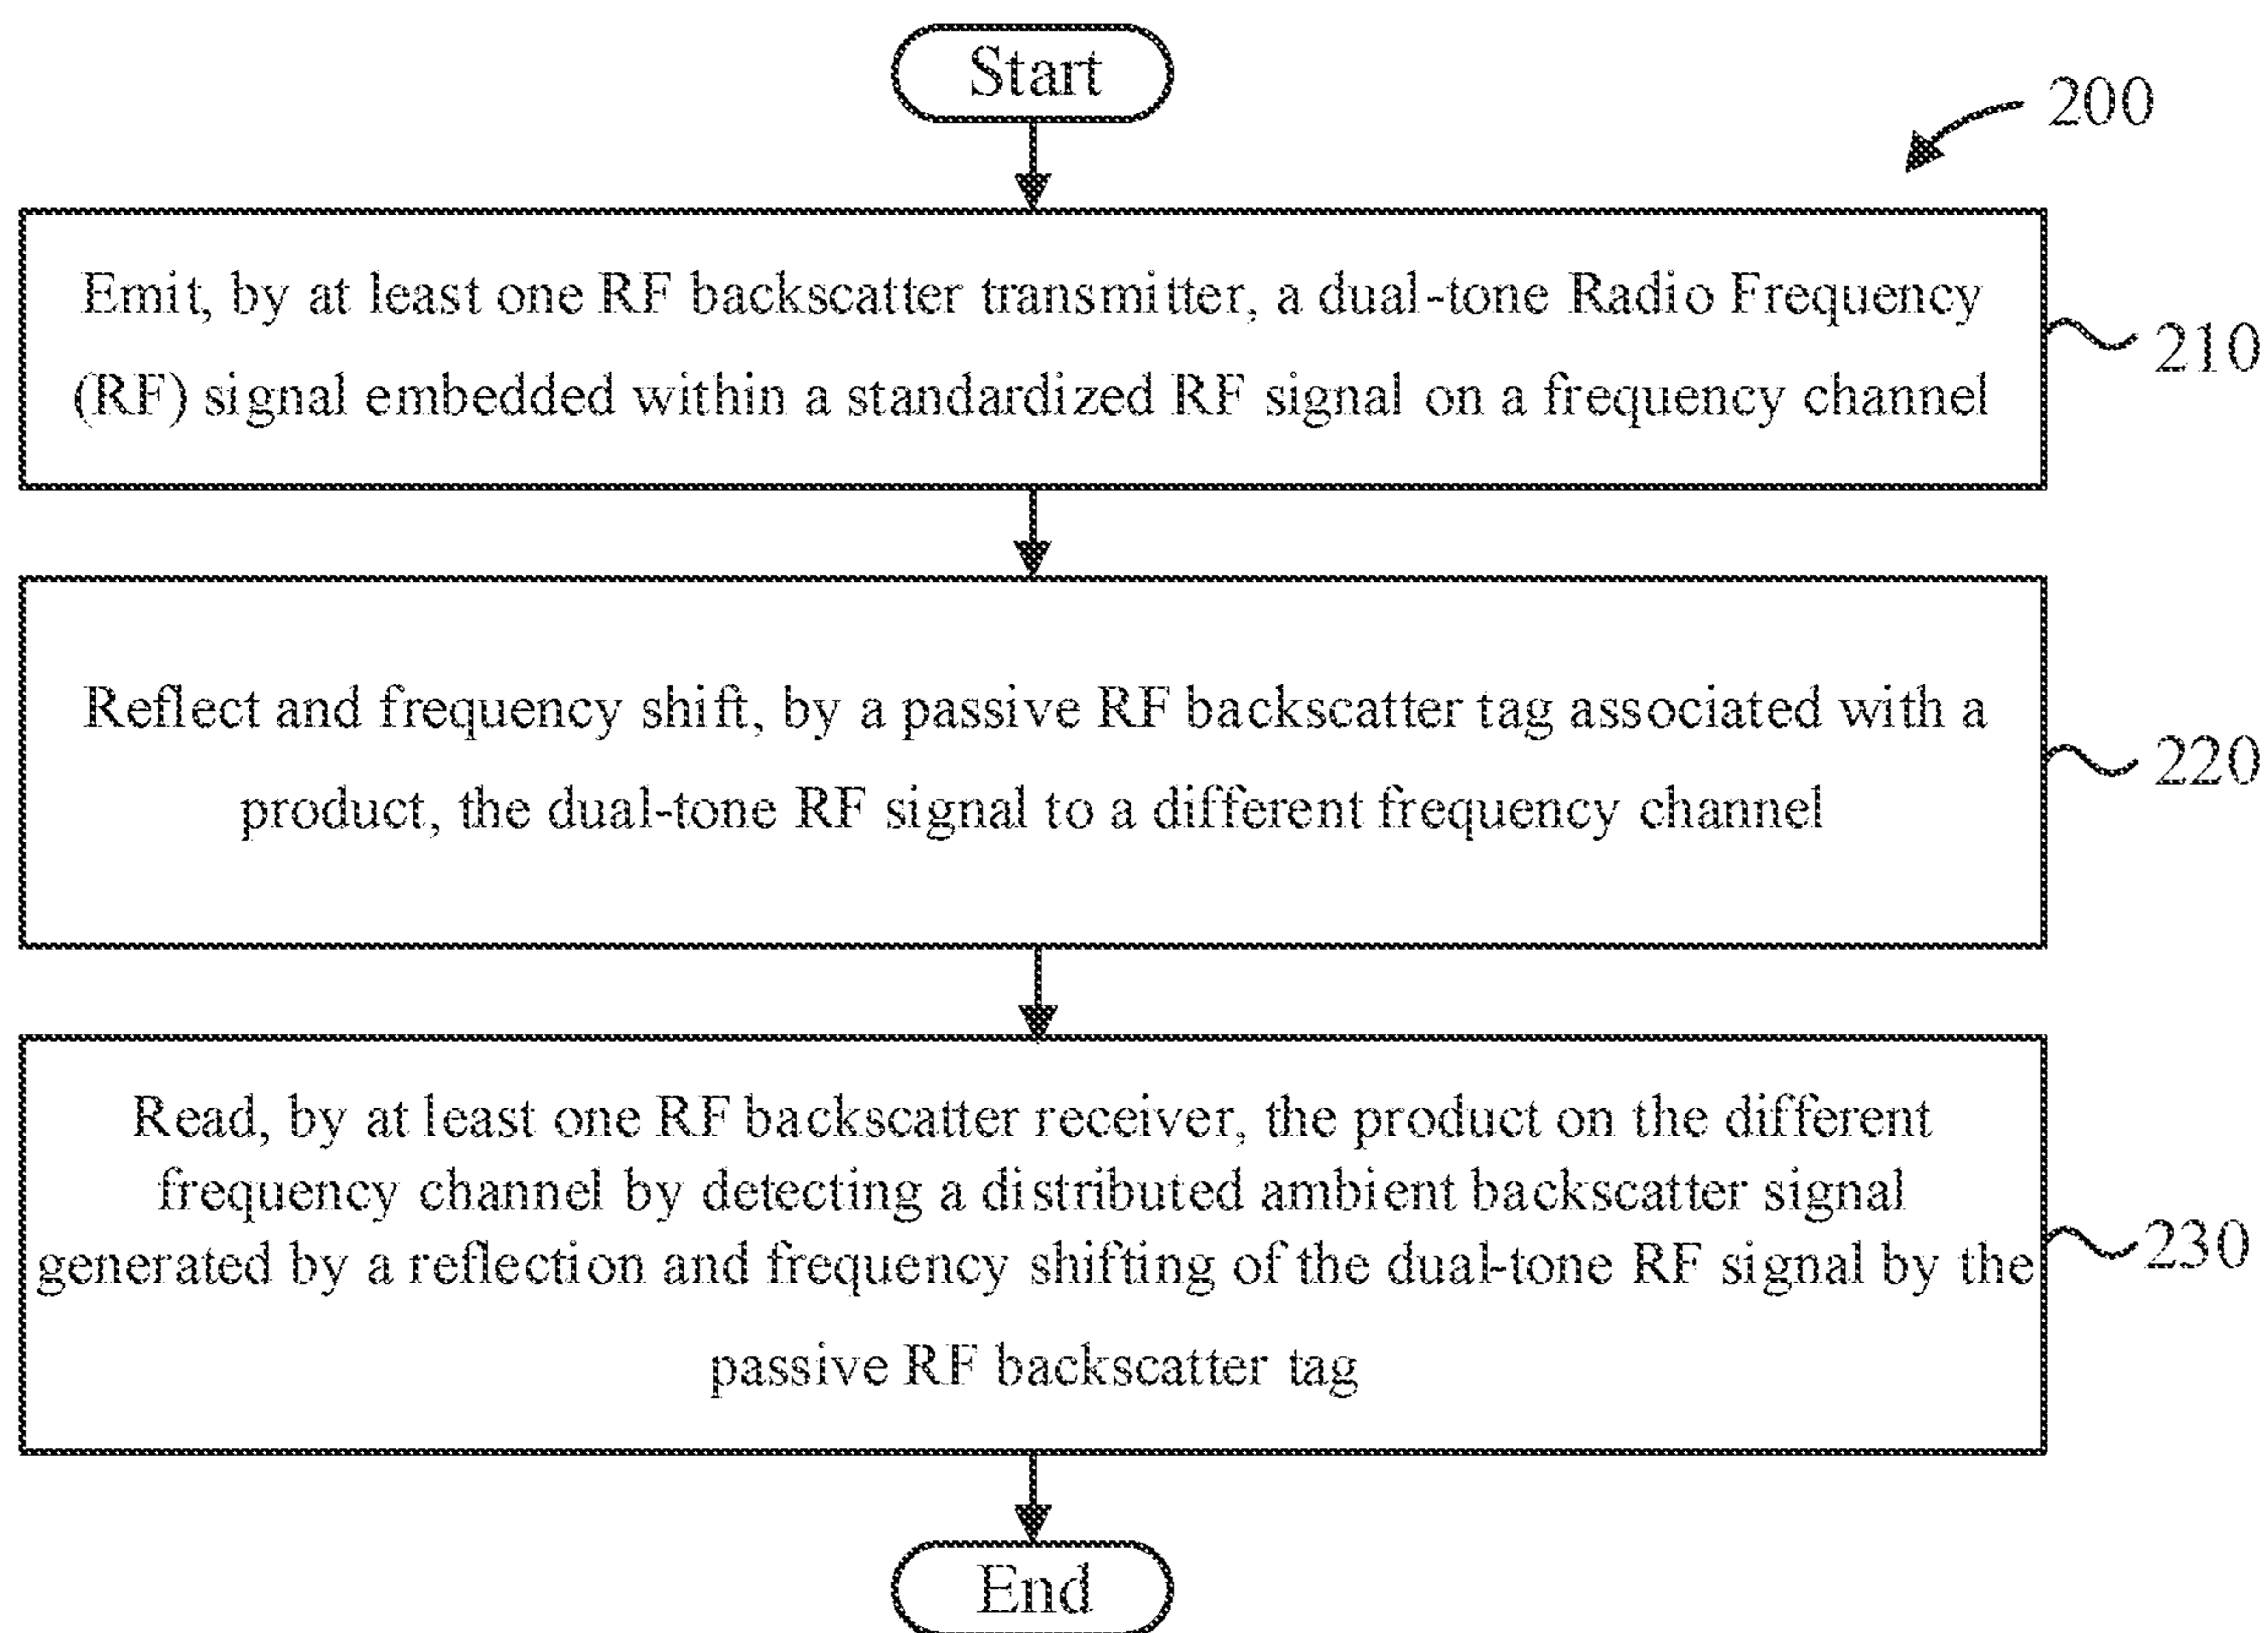 Start
200
Emit, by at least one RF backscatter transmitter, a dual-tone Radio Frequency
(RF) signal embedded within a standardized RF signal on a frequency channel
210
Reflect and frequency shift, by a passive RF backscatter tag associated with a
product, the dual-tone RF signal to a different frequency channel
220
Read, by at least one RF backscatter receiver, the product on the different
frequency channel by detecting a distributed ambient backscatter signal
generated by a reflection and frequency shifting of the dual-tone RF signal by the
passive RF backscatter tag
230
End